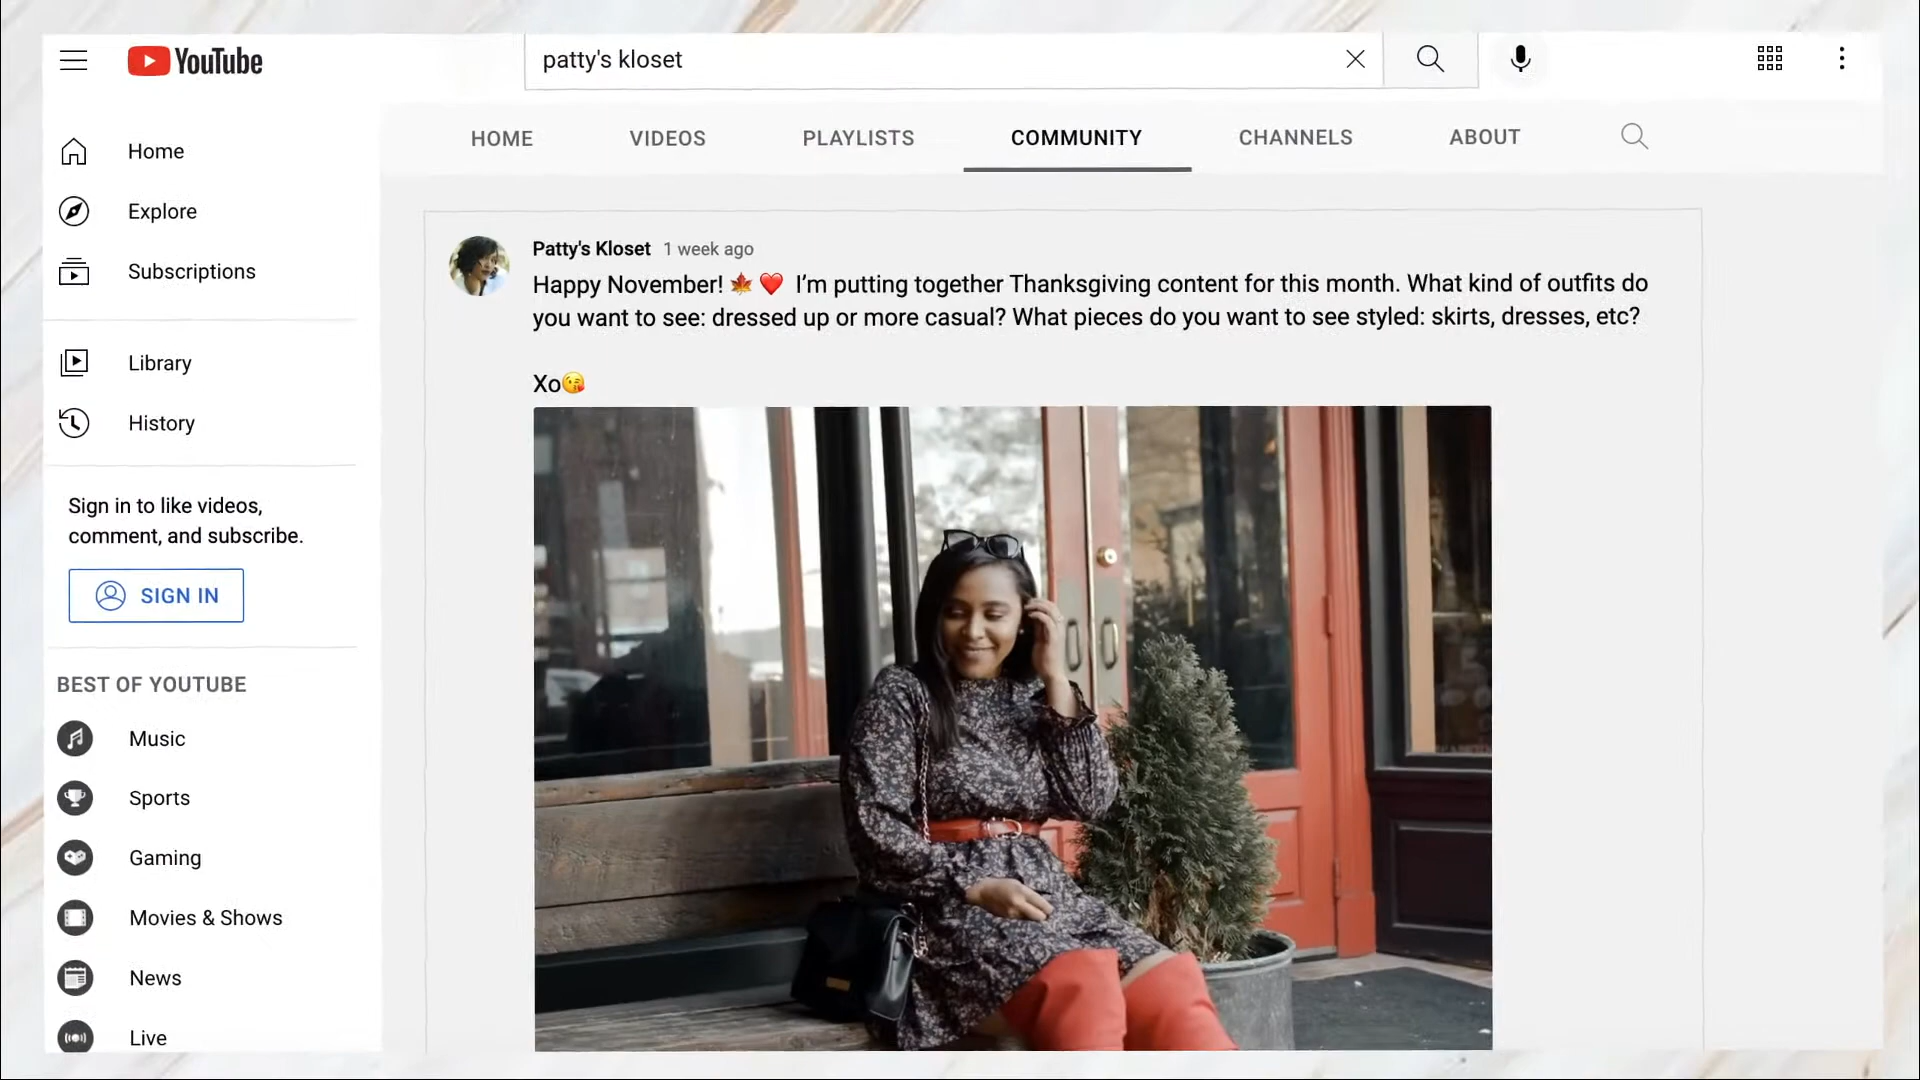 YouTube
patty's kloset
HOME
VIDEOS
PLAYLISTS
COMMUNITY
CHANNELS
ABOUT
Home
Explore
Subscriptions
Library
History
Sign in to like videos,
comment, and subscribe.
SIGN IN
BEST OF YOUTUBE
Music
Sports
Gaming
Movies & Shows
News
Live
Patty's Kloset 1 week ago
Happy November! 🍁 ❤️ I’m putting together Thanksgiving content for this month. What kind of outfits do
you want to see: dressed up or more casual? What pieces do you want to see styled: skirts, dresses, etc?
Xo😘